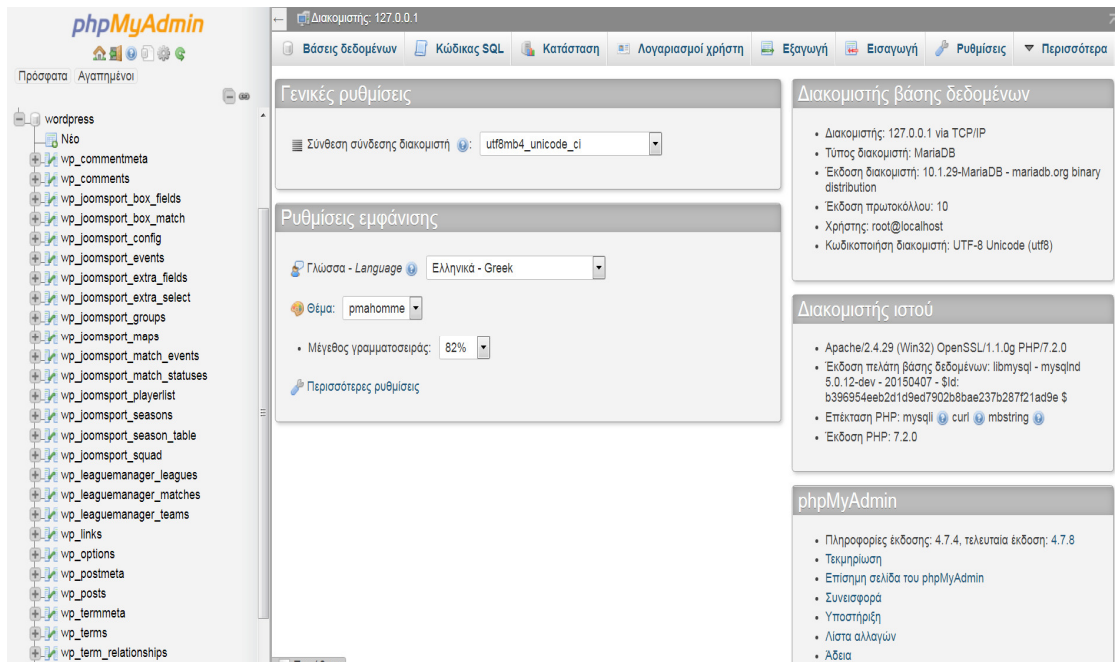 phpMyAdmin
Πρόσφατα Αγαπημένοι
wordpress
Νέο
wp_commentmeta
wp_comments
wp_joomsport_box_fields
wp_joomsport_box_match
wp_joomsport_config
wp_joomsport_events
wp_joomsport_extra_fields
wp_joomsport_extra_select
wp_joomsport_groups
wp_joomsport_maps
wp_joomsport_match_events
wp_joomsport_match_statuses
wp_joomsport_playerlist
wp_joomsport_seasons
wp_joomsport_season_table
wp_joomsport_squad
wp_leaguemanager_leagues
wp_leaguemanager_matches
wp_leaguemanager_teams
wp_links
wp_options
wp_postmeta
wp_posts
wp_termmeta
wp_terms
wp_term_relationships
Διακομιστής: 127.0.0.1
Βάσεις δεδομένων Κώδικας SQL Κατάσταση Λογαριασμοί χρήστη Εξαγωγή Εισαγωγή Ρυθμίσεις Περισσότερα
Γενικές ρυθμίσεις
Σύνθεση σύνδεσης διακομιστή : utf8mb4_unicode_ci
Ρυθμίσεις εμφάνισης
Γλώσσα - Language Ελληνικά - Greek
Θέμα: pmahomme
• Μέγεθος γραμματοσειράς: 82%
Περισσότερες ρυθμίσεις
Διακομιστής βάσης δεδομένων
• Διακομιστής: 127.0.0.1 via TCP/IP
• Τύπος διακομιστή: MariaDB
• Έκδοση διακομιστή: 10.1.29-MariaDB - mariadb.org binary
distribution
• Έκδοση πρωτοκόλλου: 10
• Χρήστης: root@localhost
• Κωδικοποίηση διακομιστή: UTF-8 Unicode (utf8)
Διακομιστής ιστού
• Apache/2.4.29 (Win32) OpenSSL/1.1.0g PHP/7.2.0
• Έκδοση πελάτη βάσης δεδομένων: libmysql - mysqlnd
5.0.12-dev - 20150407 - $Id:
b396954eeb2d1d9ed7902b8bae237b287f21ad9e $
• Επέκταση PHP: mysqli curl mbstring
• Έκδοση PHP: 7.2.0
phpMyAdmin
• Πληροφορίες έκδοσης: 4.7.4, τελευταία έκδοση: 4.7.8
• Τεκμηρίωση
• Επίσημη σελίδα του phpMyAdmin
• Συνεισφορά
• Υποστήριξη
• Λίστα αλλαγών
• Άδεια